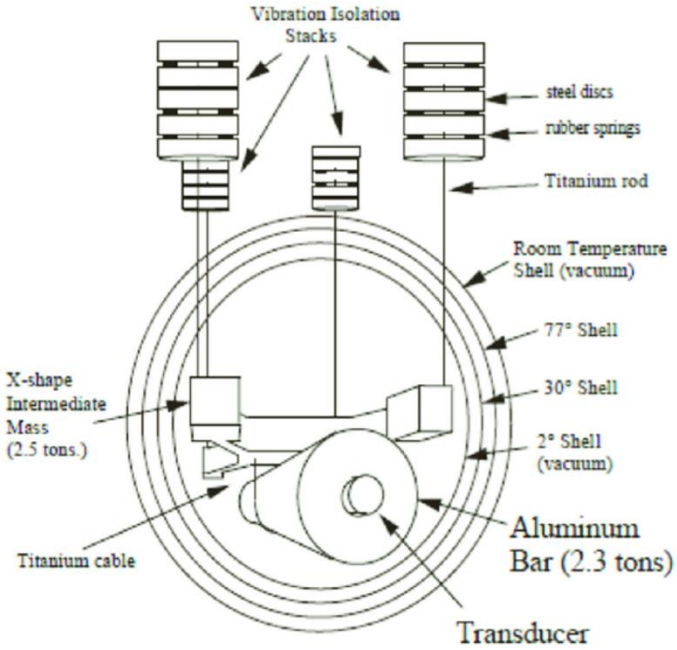 Vibration Isolation
Stacks
steel discs
rubber springs
Titanium rod
Room Temperature
Shell (vacuum)
77° Shell
X-shape
Intermediate
Mass
(2.5 tons.)
30° Shell
2° Shell
(vacuum)
Aluminum
Bar (2.3 tons)
Titanium cable
Transducer